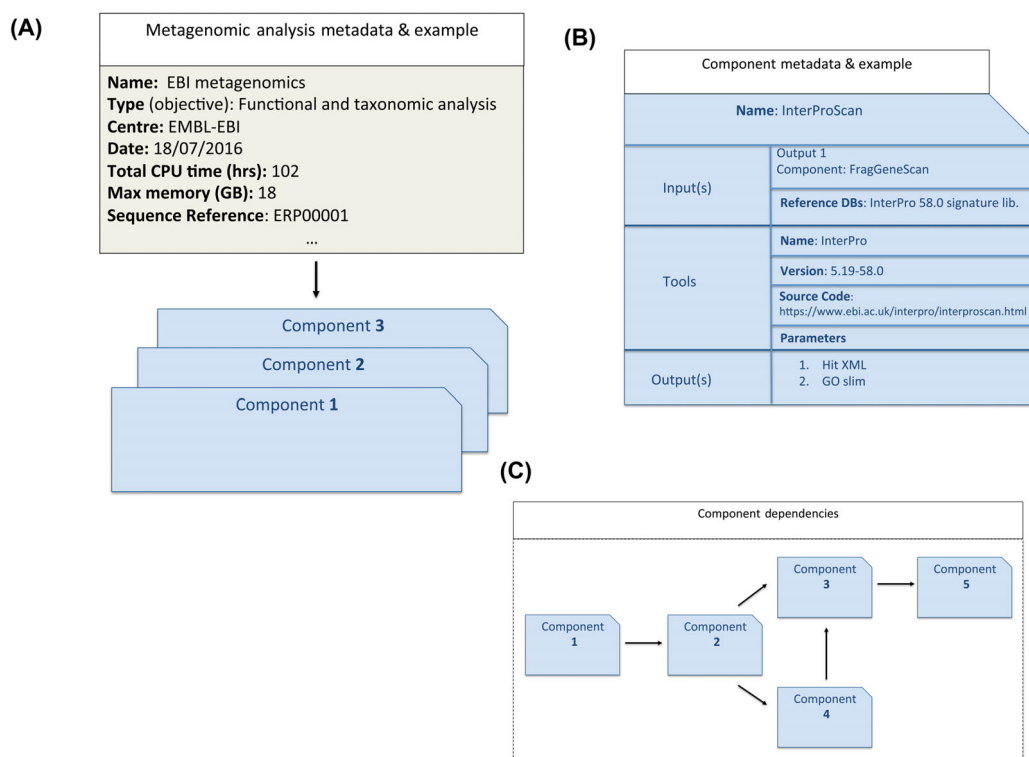 (A)
Metagenomic analysis metadata & example
Name: EBI metagenomics
Type (objective): Functional and taxonomic analysis
Centre: EMBL-EBI
Date: 18/07/2016
Total CPU time (hrs): 102
Max memory (GB): 18
Sequence Reference: ERP00001
...
Component 3
Component 2
Component 1
(B)
Component metadata & example
Name: InterProScan
Input(s)
Output 1
Component: FragGeneScan
Reference DBs: InterPro 58.0 signature lib.
Tools
Name: InterPro
Version: 5.19-58.0
Source Code:
https://www.ebi.ac.uk/interpro/interproscan.html
Parameters
Output(s)
1. Hit XML
2. GO slim
(C)
Component dependencies
Component
1
Component
2
Component
3
Component
4
Component
5